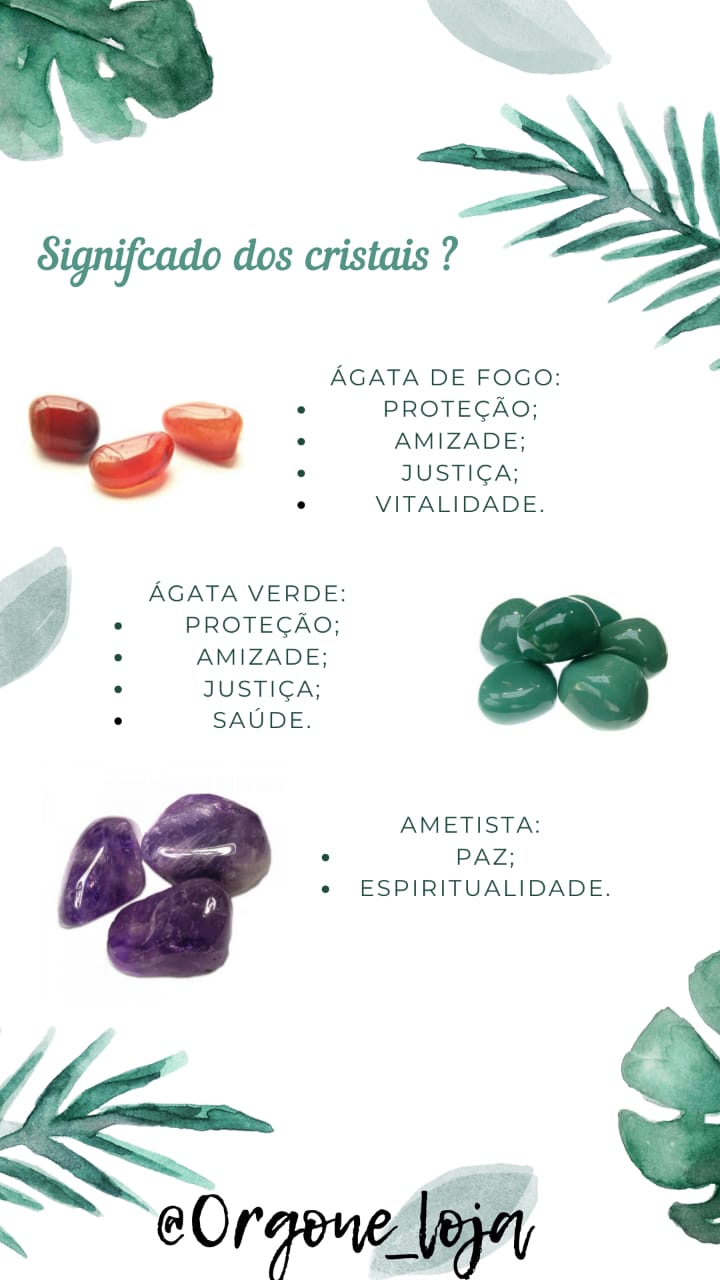 Signifcado dos cristais ?
ÁGATA DE FOGO:
• PROTEÇÃO;
• AMIZADE;
• JUSTIÇA;
• VITALIDADE.
ÁGATA VERDE:
• PROTEÇÃO;
• AMIZADE;
• JUSTIÇA;
• SAÚDE.
AMETISTA:
• PAZ;
• ESPIRITUALIDADE.
@Orgone_loja